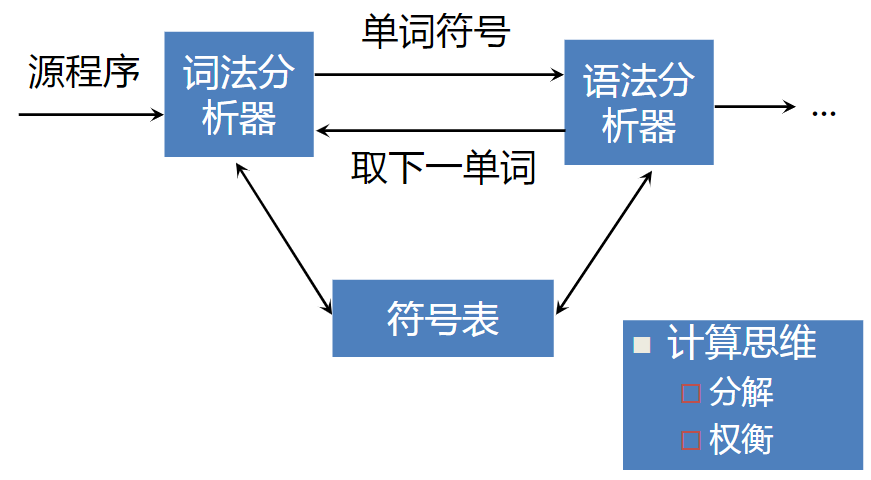 单词符号
源程序
词法分
析器
语法分
析器
...
取下一单词
符号表
计算思维
分解
权衡